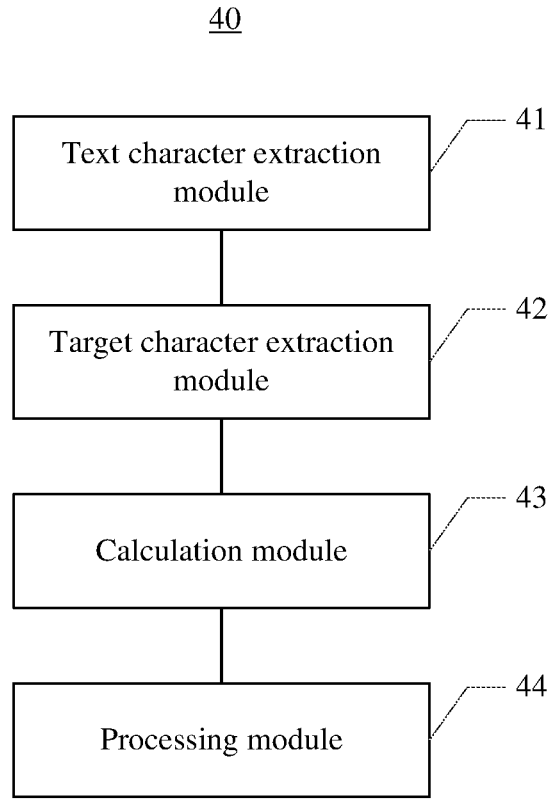 40
Text character extraction
module
41
Target character extraction
module
42
Calculation module
43
Processing module
44